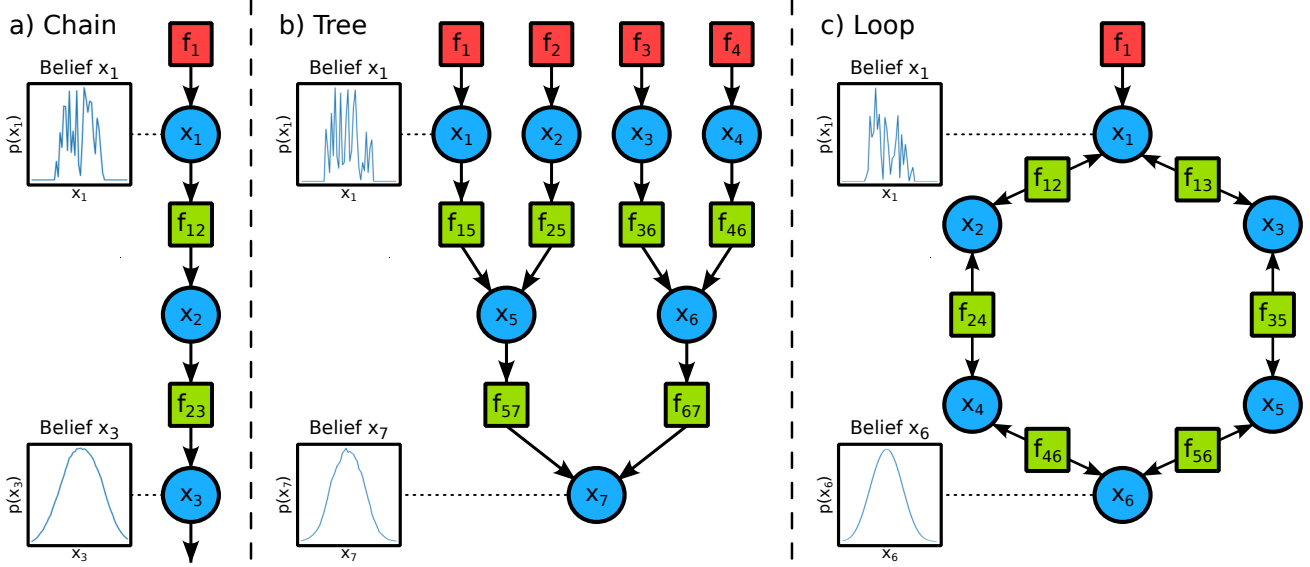 a) Chain
f1
Belief x1
p(x1)
x1
x1
f12
x2
f23
Belief x3
p(x3)
x3
x3
b) Tree
f1 f2 f3 f4
Belief x1
p(x1)
x1
x1 x2 x3 x4
f15 f25 f36 f46
x5 x6
f57 f67
Belief x7
p(x7)
x7
x7
c) Loop
f1
Belief x1
p(x1)
x1
x1
f12 f13
x2 x3
f24 f35
x4 x5
f46 f56
Belief x6
p(x6)
x6
x6